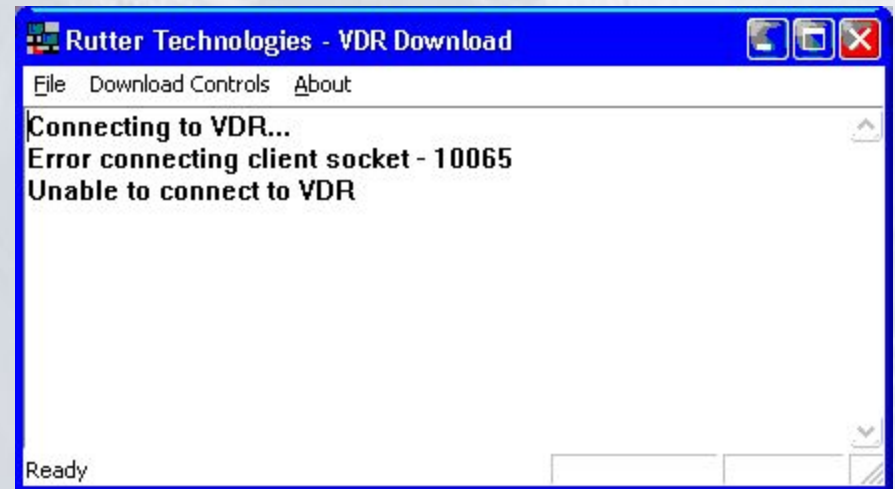 Rutter Technologies - VDR Download
File Download Controls About
Connecting to VDR...
Error connecting client socket - 10065
Unable to connect to VDR
Ready